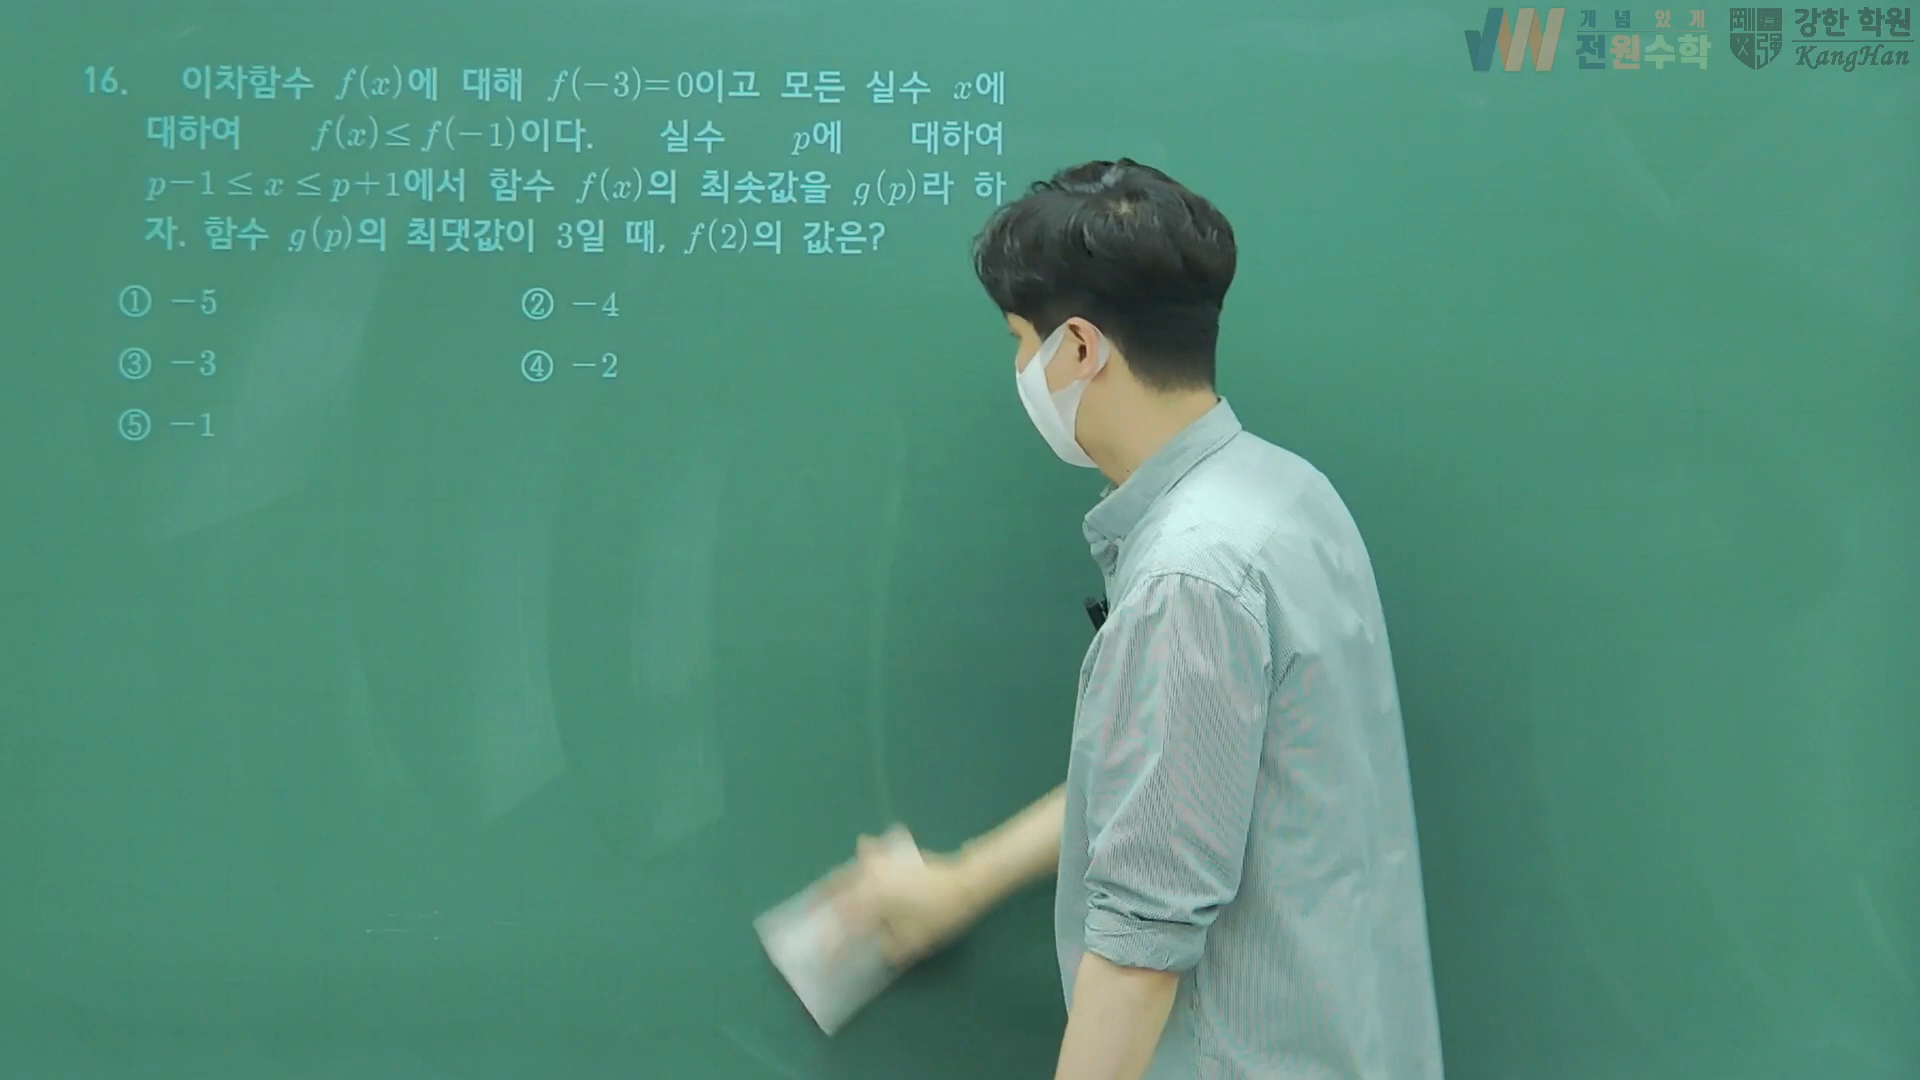 개념있게
전원수학
강한 학원
KangHan
16. 이차함수 f(x)에 대해 f(-3)=0이고 모든 실수 x에
대하여 f(x)≤f(-1)이다. 실수 p에 대하여
p-1≤x≤p+1에서 함수 f(x)의 최솟값을 g(p)라 하
자. 함수 g(p)의 최댓값이 3일 때, f(2)의 값은?
① -5 ② -4
③ -3 ④ -2
⑤ -1